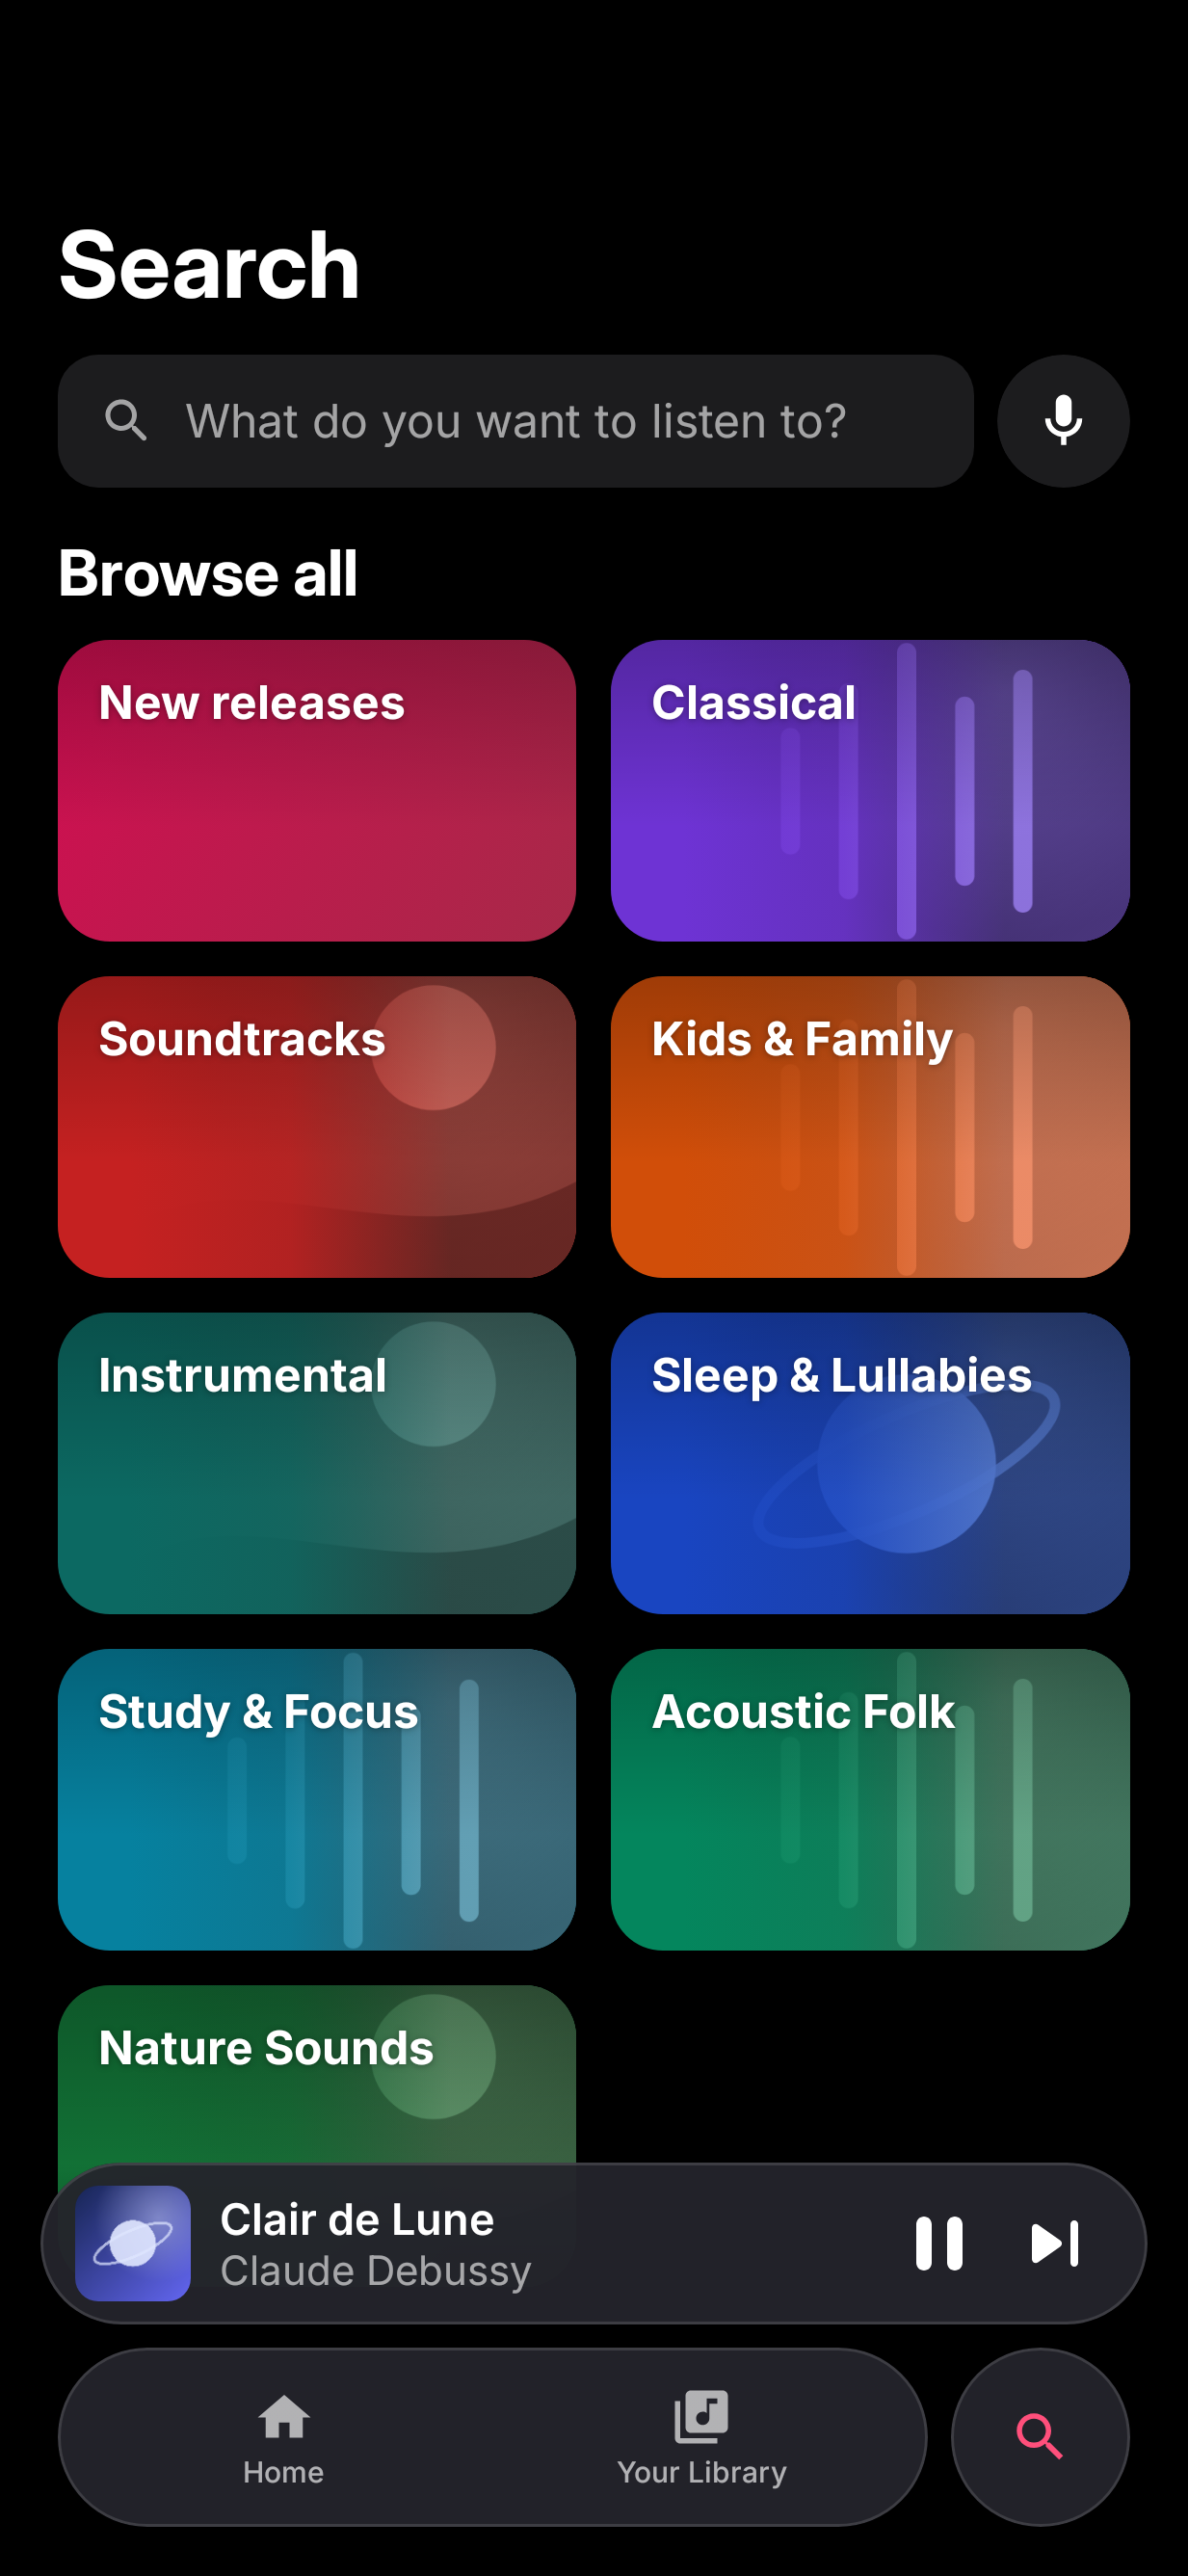 Search
What do you want to listen to?
Browse all
New releases
Classical
Soundtracks
Kids & Family
Instrumental
Sleep & Lullabies
Study & Focus
Acoustic Folk
Nature Sounds
Clair de Lune
Claude Debussy
Home
Your Library